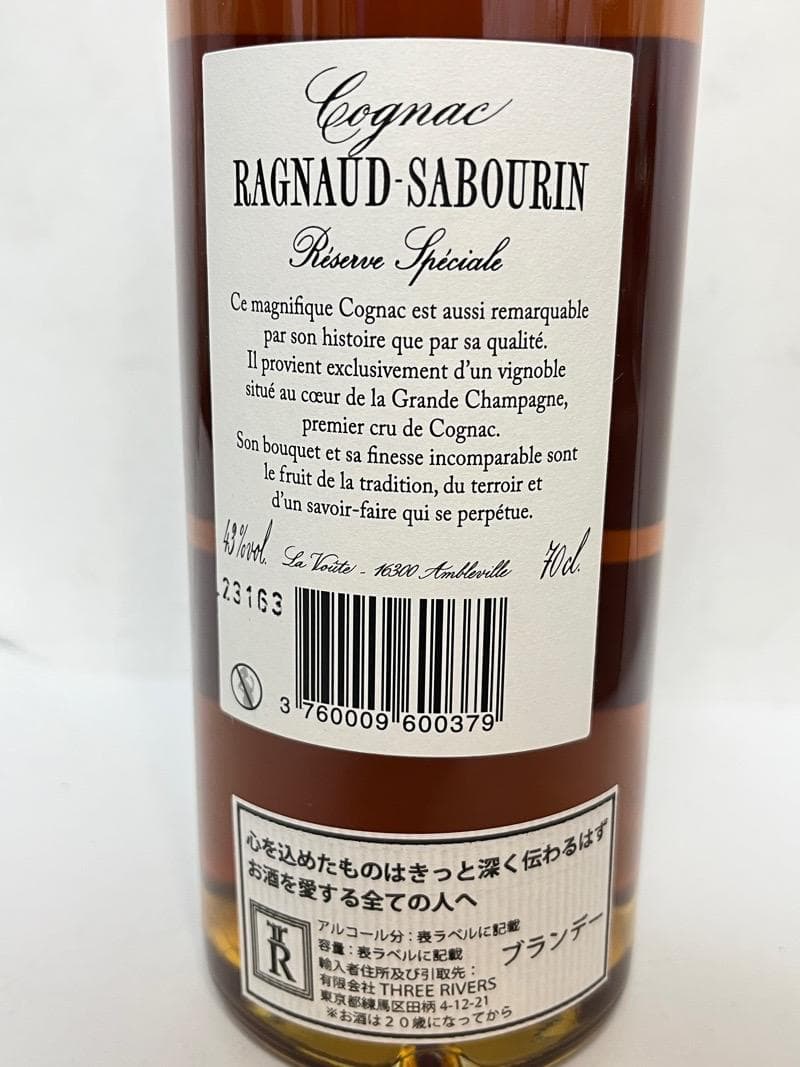 Cognac
RAGNAUD-SABOURIN
Réserve Spéciale
Ce magnifique Cognac est aussi remarquable
par son histoire que par sa qualité.
Il provient exclusivement d'un vignoble
situé au cœur de la Grande Champagne,
premier cru de Cognac.
Son bouquet et sa finesse incomparable sont
le fruit de la tradition, du terroir et
d'un savoir-faire qui se perpétue.
43%vol. La Voûte - 16300 Ambleville 70cl.
23163
3 760009 600379
心を込めたものはきっと深く伝わるはず
お酒を愛する全ての人へ
TR
アルコール分：表ラベルに記載
容量：表ラベルに記載
ブランデー
輸入者住所及び引取先：
有限会社 THREE RIVERS
東京都練馬区田柄 4-12-21
※お酒は２０歳になってから